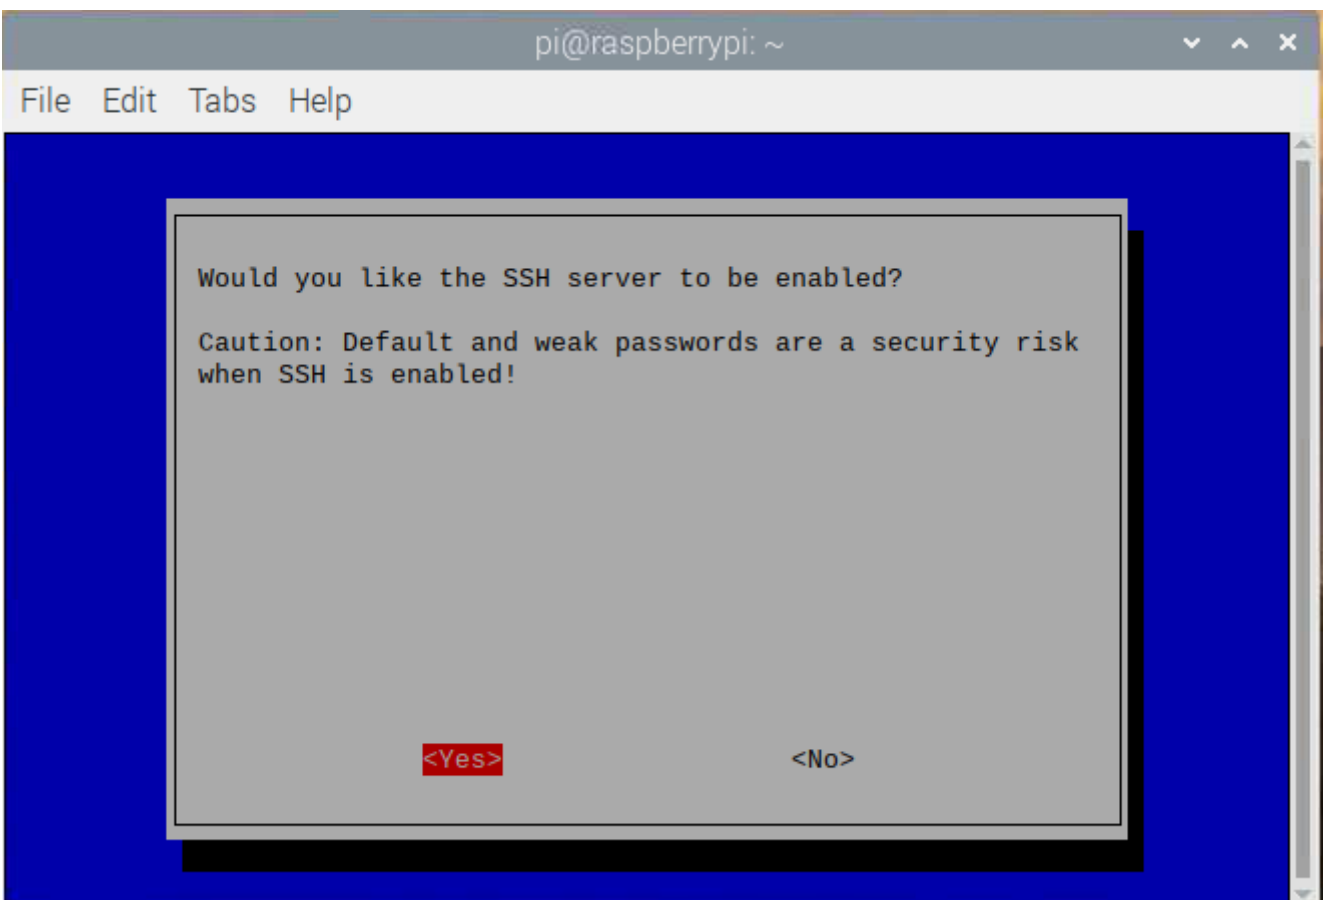 pi@raspberrypi: ~
File Edit Tabs Help
Would you like the SSH server to be enabled?
Caution: Default and weak passwords are a security risk
when SSH is enabled!
<Yes> <No>